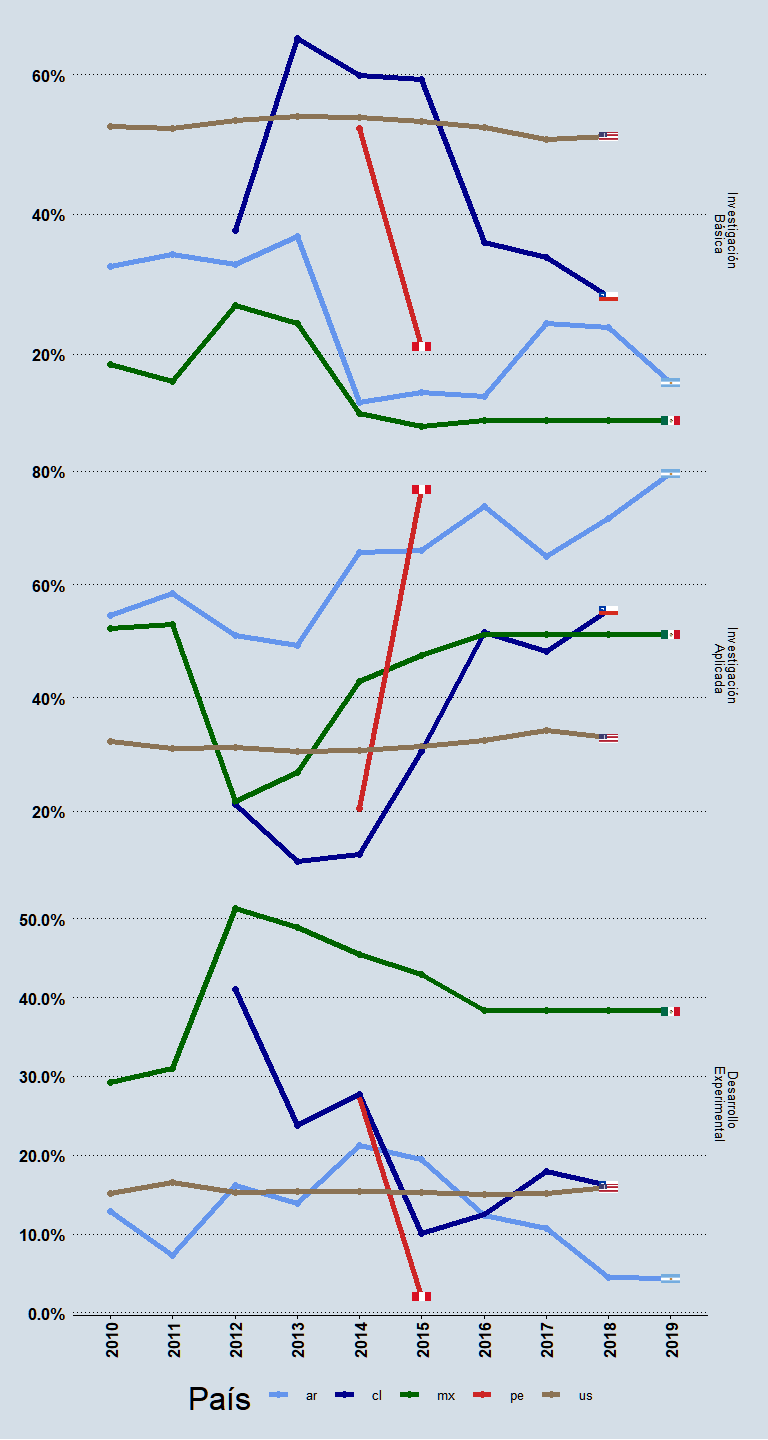 60%
40%
20%
Investigación
Básica
80%
60%
40%
20%
Investigación
Aplicada
50.0%
40.0%
30.0%
20.0%
10.0%
0.0%
Desarrollo
Experimental
2010 2011 2012 2013 2014 2015 2016 2017 2018 2019
País ar cl mx pe us